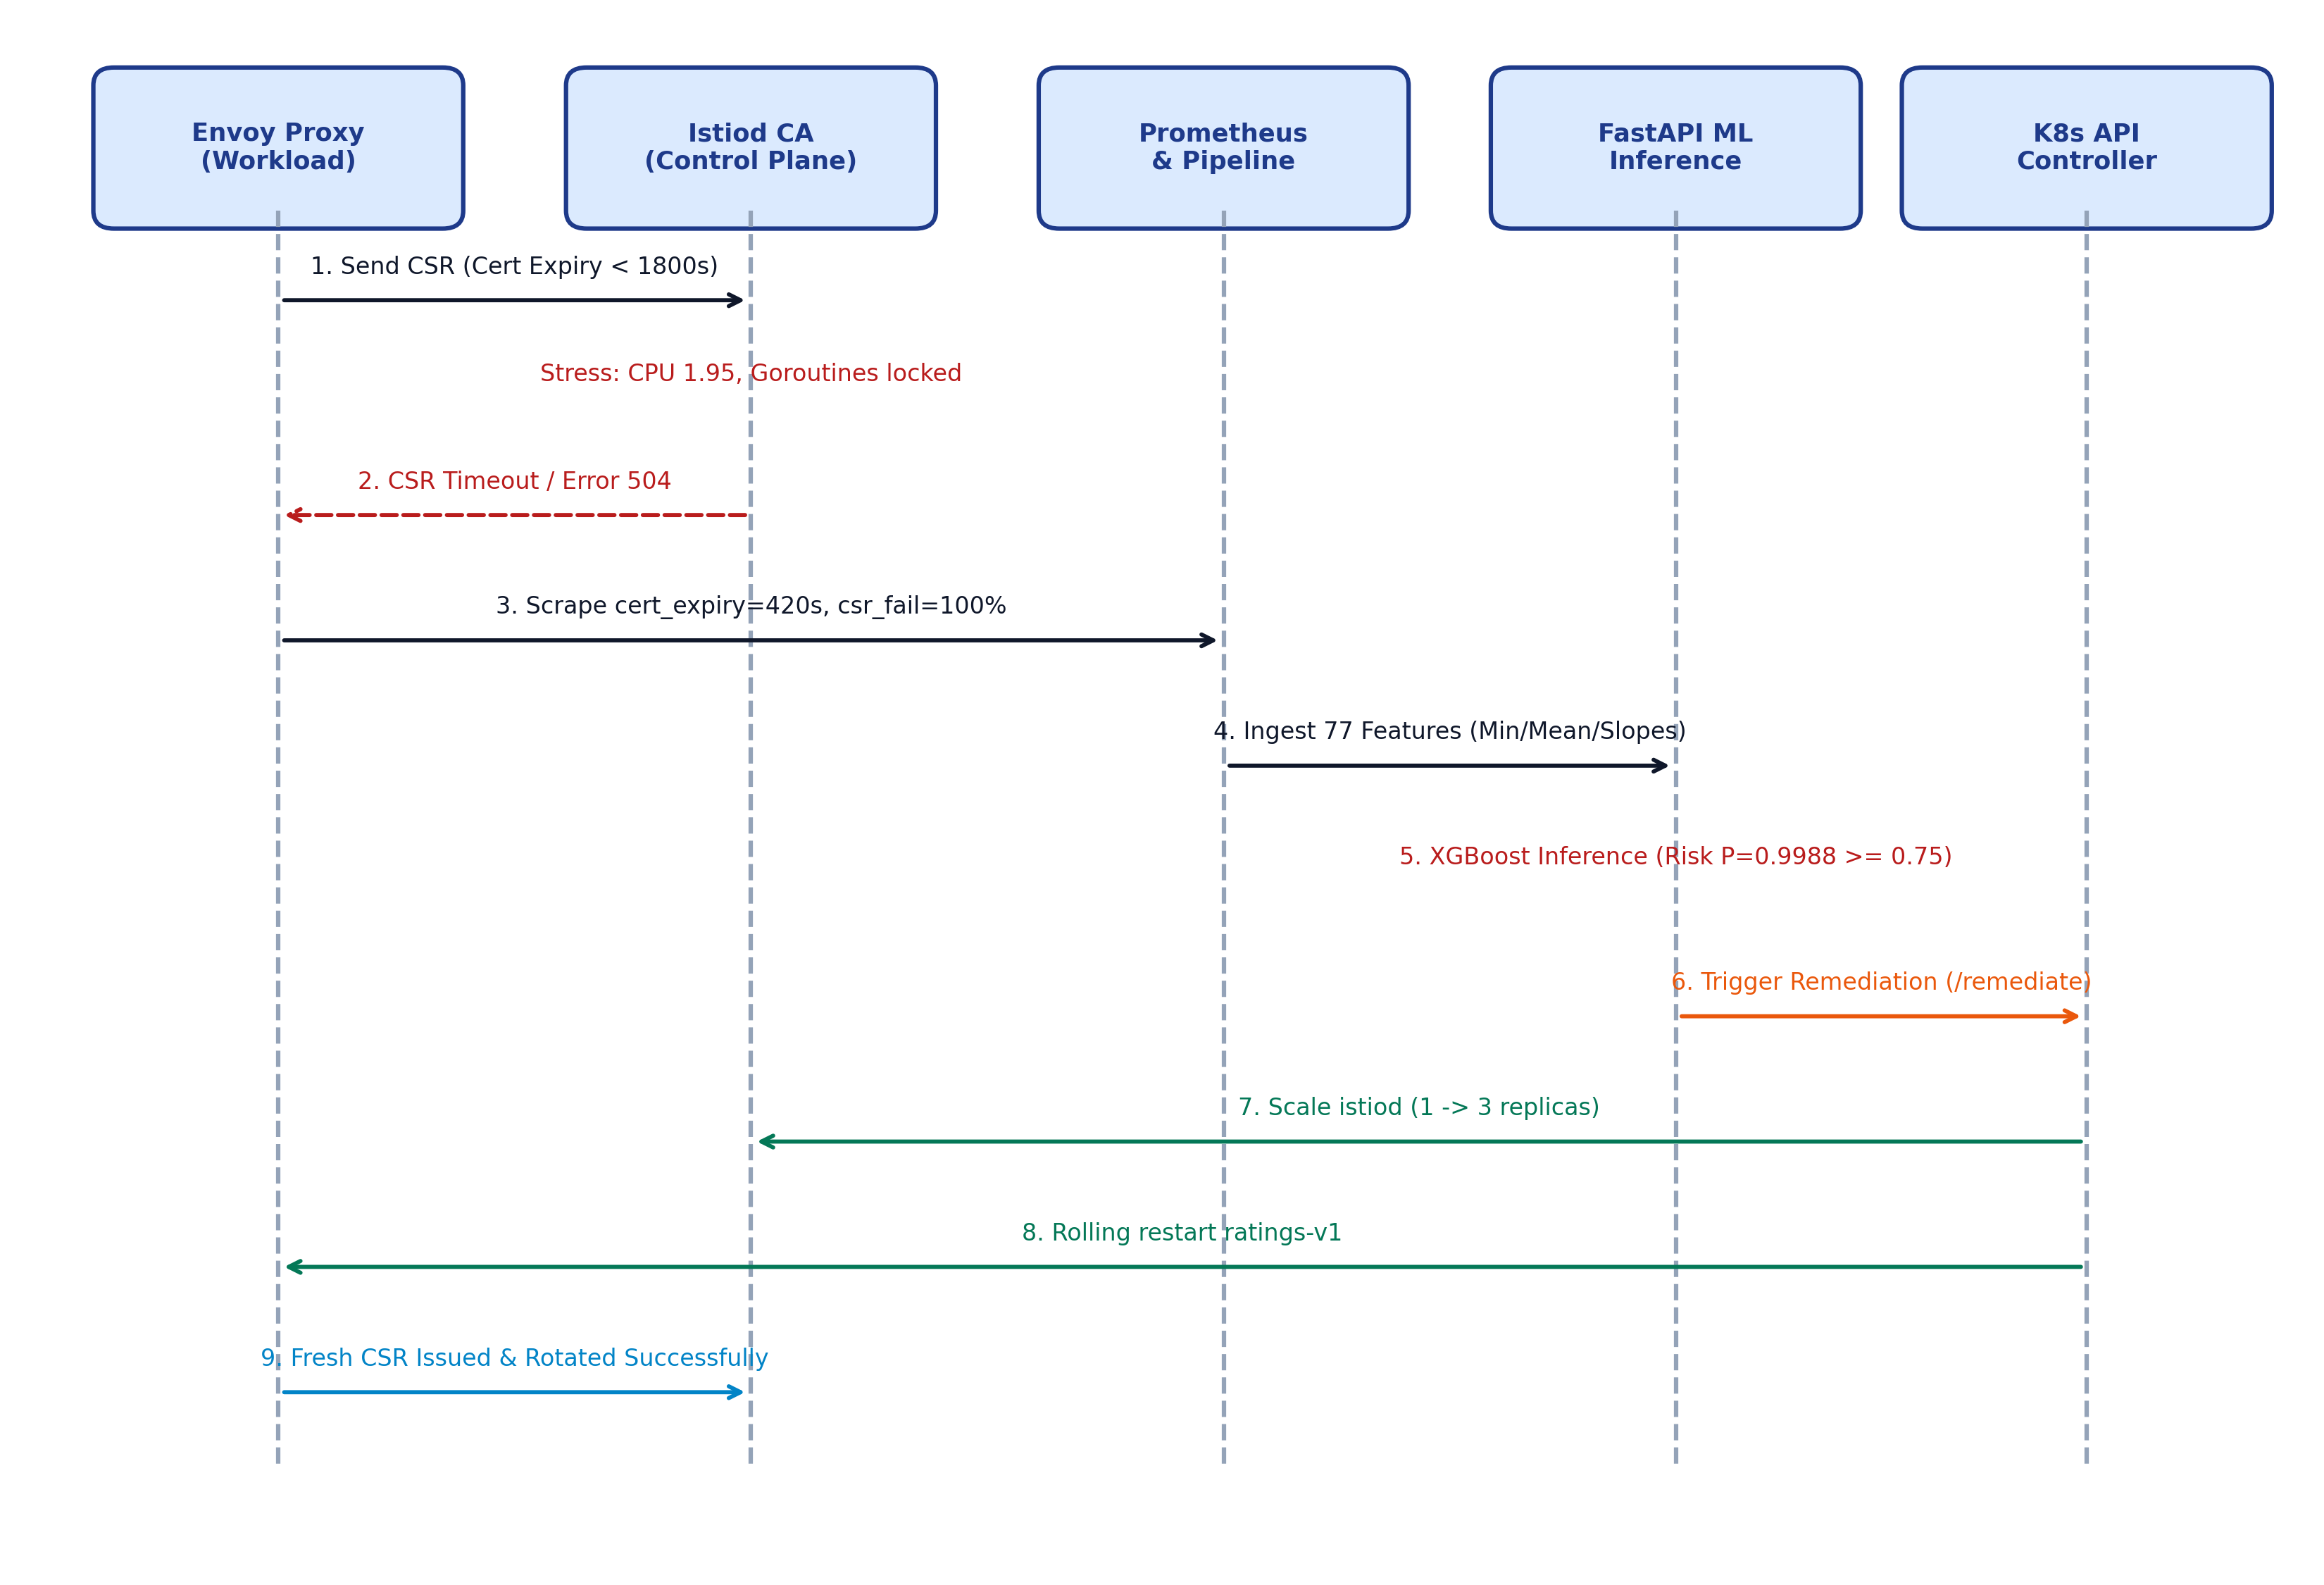 Envoy Proxy
(Workload)
Istiod CA
(Control Plane)
Prometheus
& Pipeline
FastAPI ML
Inference
K8s API
Controller
1. Send CSR (Cert Expiry < 1800s)
Stress: CPU 1.95, Goroutines locked
2. CSR Timeout / Error 504
3. Scrape cert_expiry=420s, csr_fail=100%
4. Ingest 77 Features (Min/Mean/Slopes)
5. XGBoost Inference (Risk P=0.9988 >= 0.75)
6. Trigger Remediation (/remediate)
7. Scale istiod (1 -> 3 replicas)
8. Rolling restart ratings-v1
9. Fresh CSR Issued & Rotated Successfully